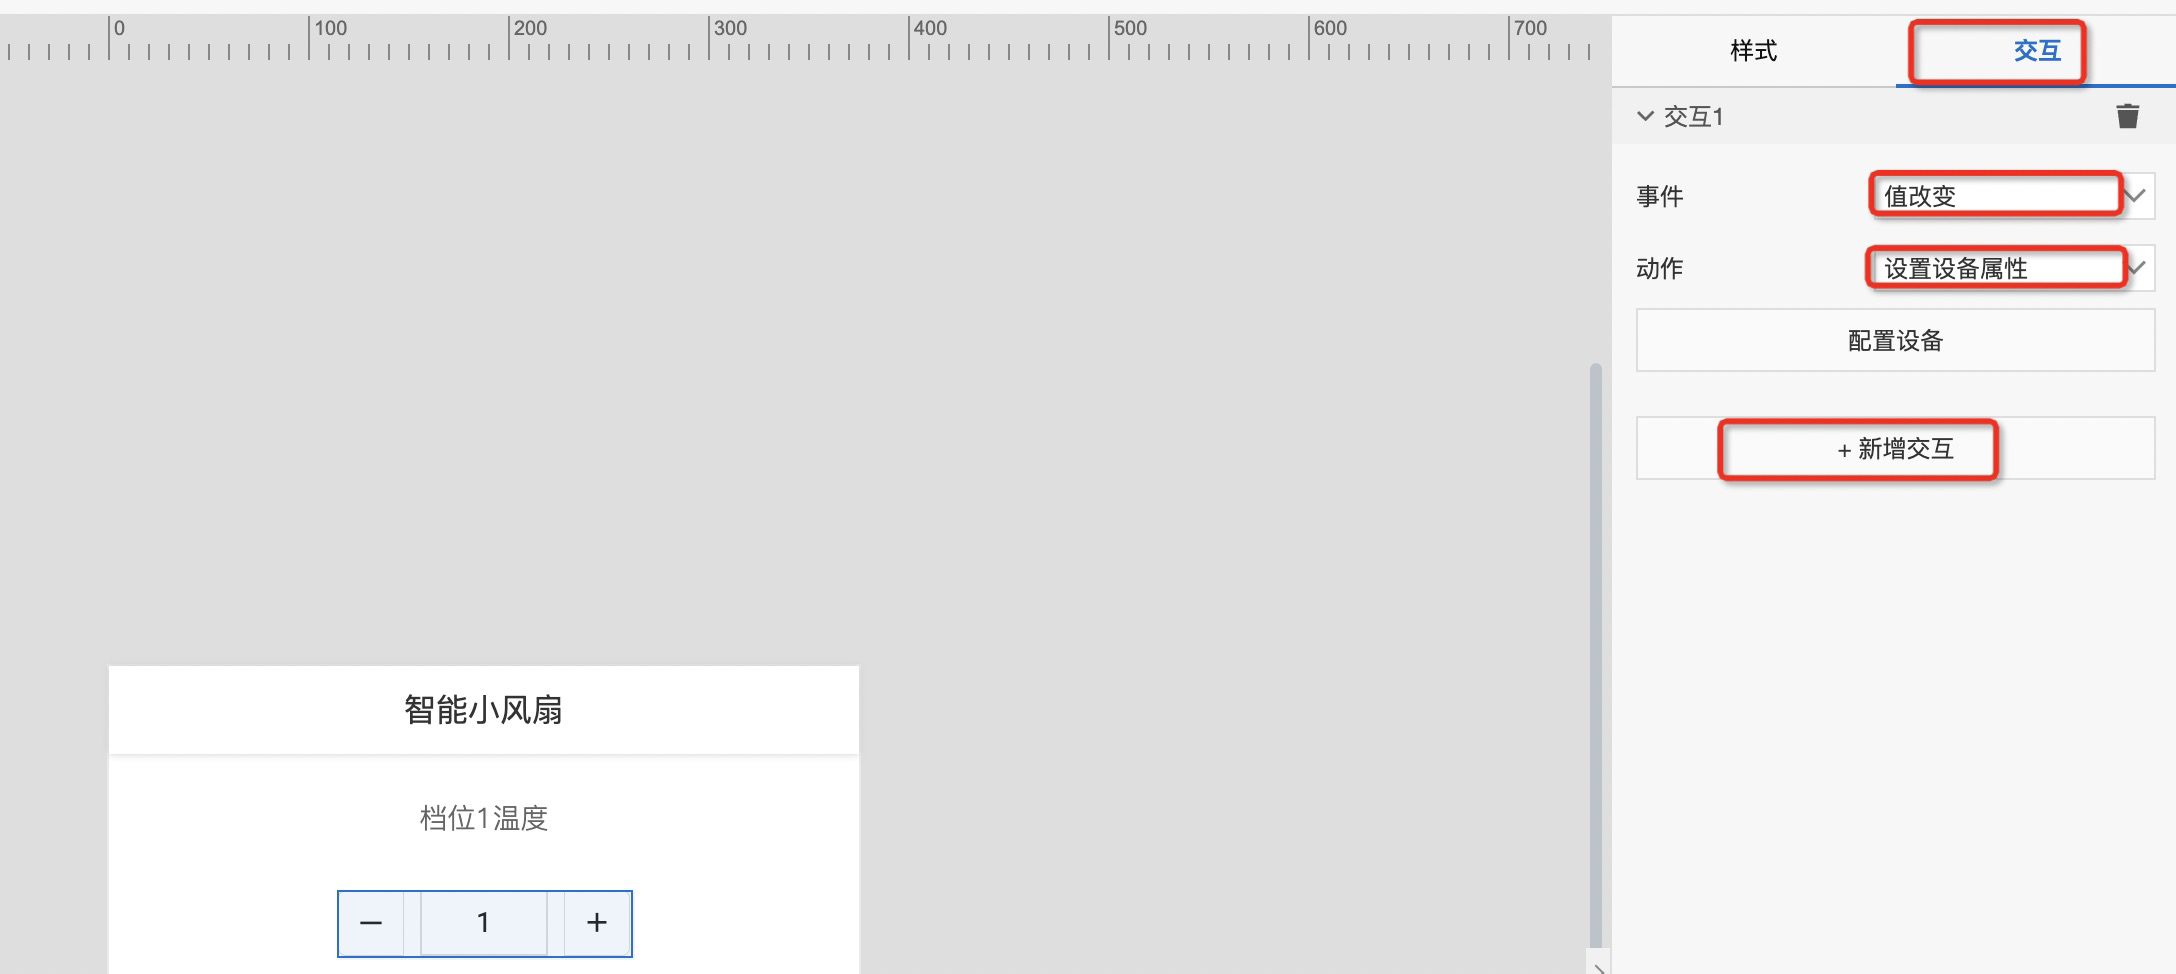 0 100 200 300 400 500 600 700
样式 交互
交互1
事件 值改变
动作 设置设备属性
配置设备
+ 新增交互
智能小风扇
档位1温度
— 1 +